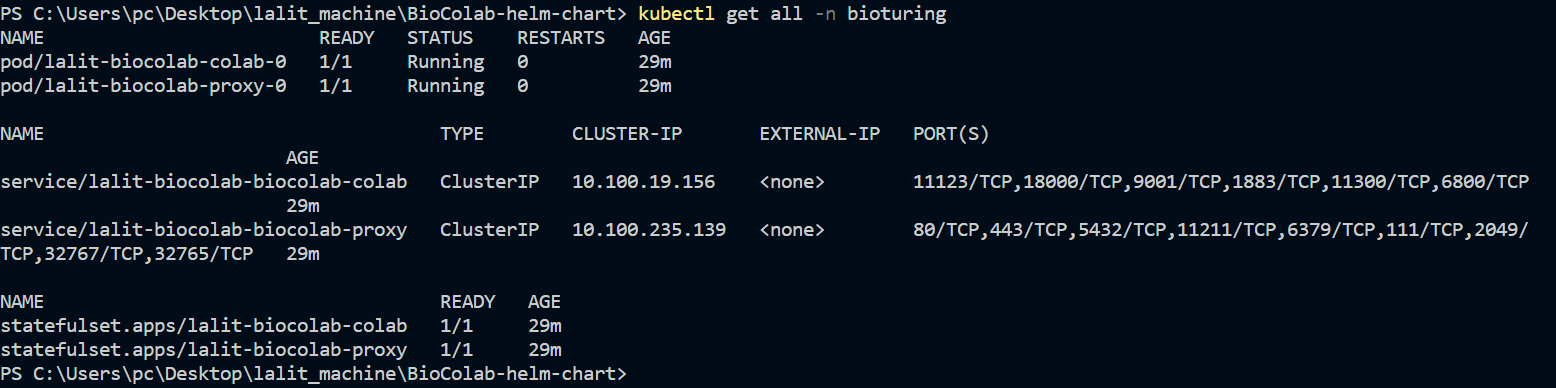 PS C:\Users\pc\Desktop\lalit_machine\BioColab-helm-chart> kubectl get all -n bioturing
NAME                         READY   STATUS    RESTARTS   AGE
pod/lalit-biocolab-colab-0   1/1     Running   0          29m
pod/lalit-biocolab-proxy-0   1/1     Running   0          29m

NAME                                    TYPE        CLUSTER-IP       EXTERNAL-IP   PORT(S)
                          AGE
service/lalit-biocolab-biocolab-colab   ClusterIP   10.100.19.156    <none>        11123/TCP,18000/TCP,9001/TCP,1883/TCP,11300/TCP,6800/TCP
                          29m
service/lalit-biocolab-biocolab-proxy   ClusterIP   10.100.235.139   <none>        80/TCP,443/TCP,5432/TCP,11211/TCP,6379/TCP,111/TCP,2049/
TCP,32767/TCP,32765/TCP   29m

NAME                                    READY   AGE
statefulset.apps/lalit-biocolab-colab   1/1     29m
statefulset.apps/lalit-biocolab-proxy   1/1     29m
PS C:\Users\pc\Desktop\lalit_machine\BioColab-helm-chart>